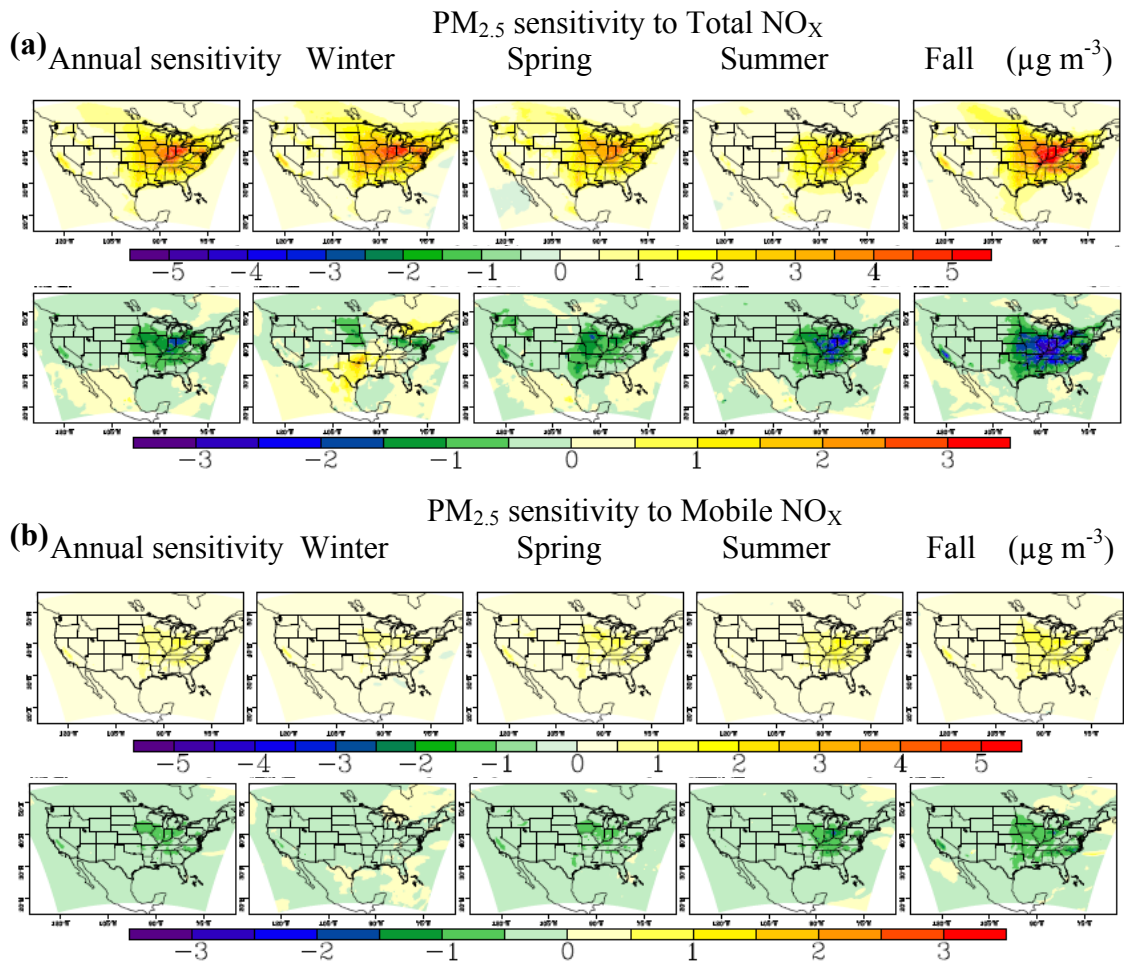 PM2.5 sensitivity to Total NOX
(a)
Annual sensitivity Winter Spring Summer Fall (µg m-3)
−5 −4 −3 −2 −1 0 1 2 3 4 5
−3 −2 −1 0 1 2 3
PM2.5 sensitivity to Mobile NOX
(b)
Annual sensitivity Winter Spring Summer Fall (µg m-3)
−5 −4 −3 −2 −1 0 1 2 3 4 5
−3 −2 −1 0 1 2 3